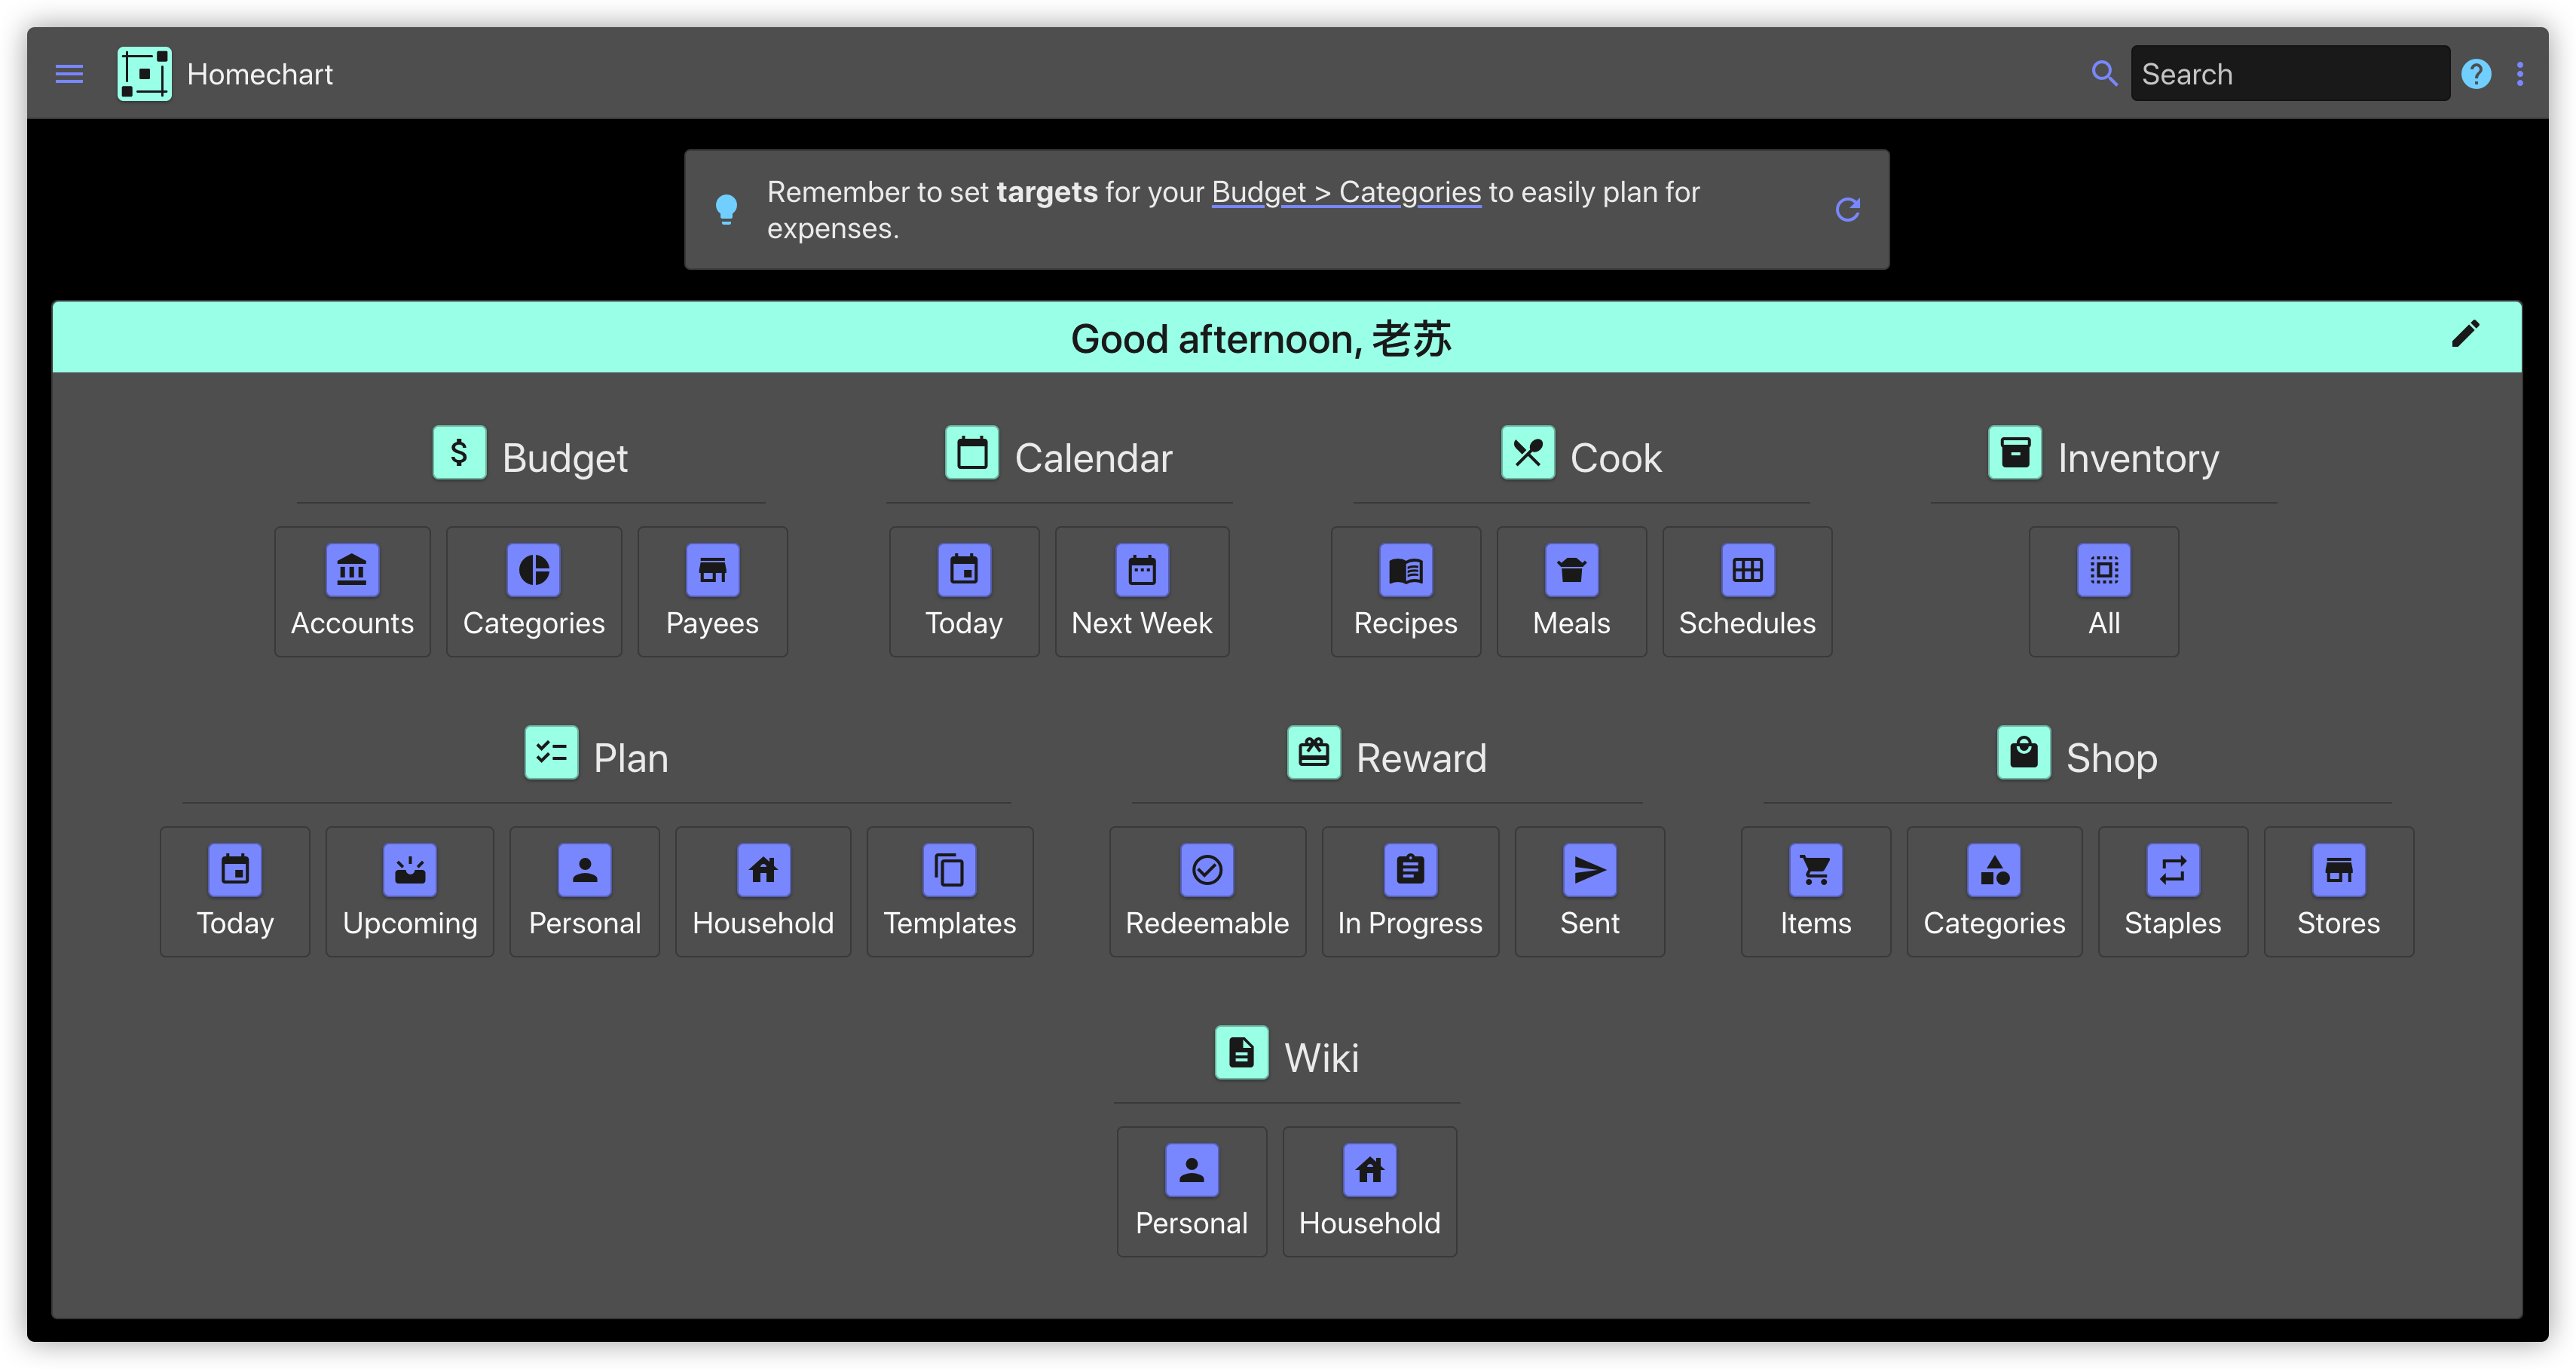 Homechart
Search
Remember to set targets for your Budget > Categories to easily plan for
expenses.
Good afternoon, 老苏
Budget
Accounts
Categories
Payees
Calendar
Today
Next Week
Cook
Recipes
Meals
Schedules
Inventory
All
Plan
Today
Upcoming
Personal
Household
Templates
Reward
Redeemable
In Progress
Sent
Shop
Items
Categories
Staples
Stores
Wiki
Personal
Household